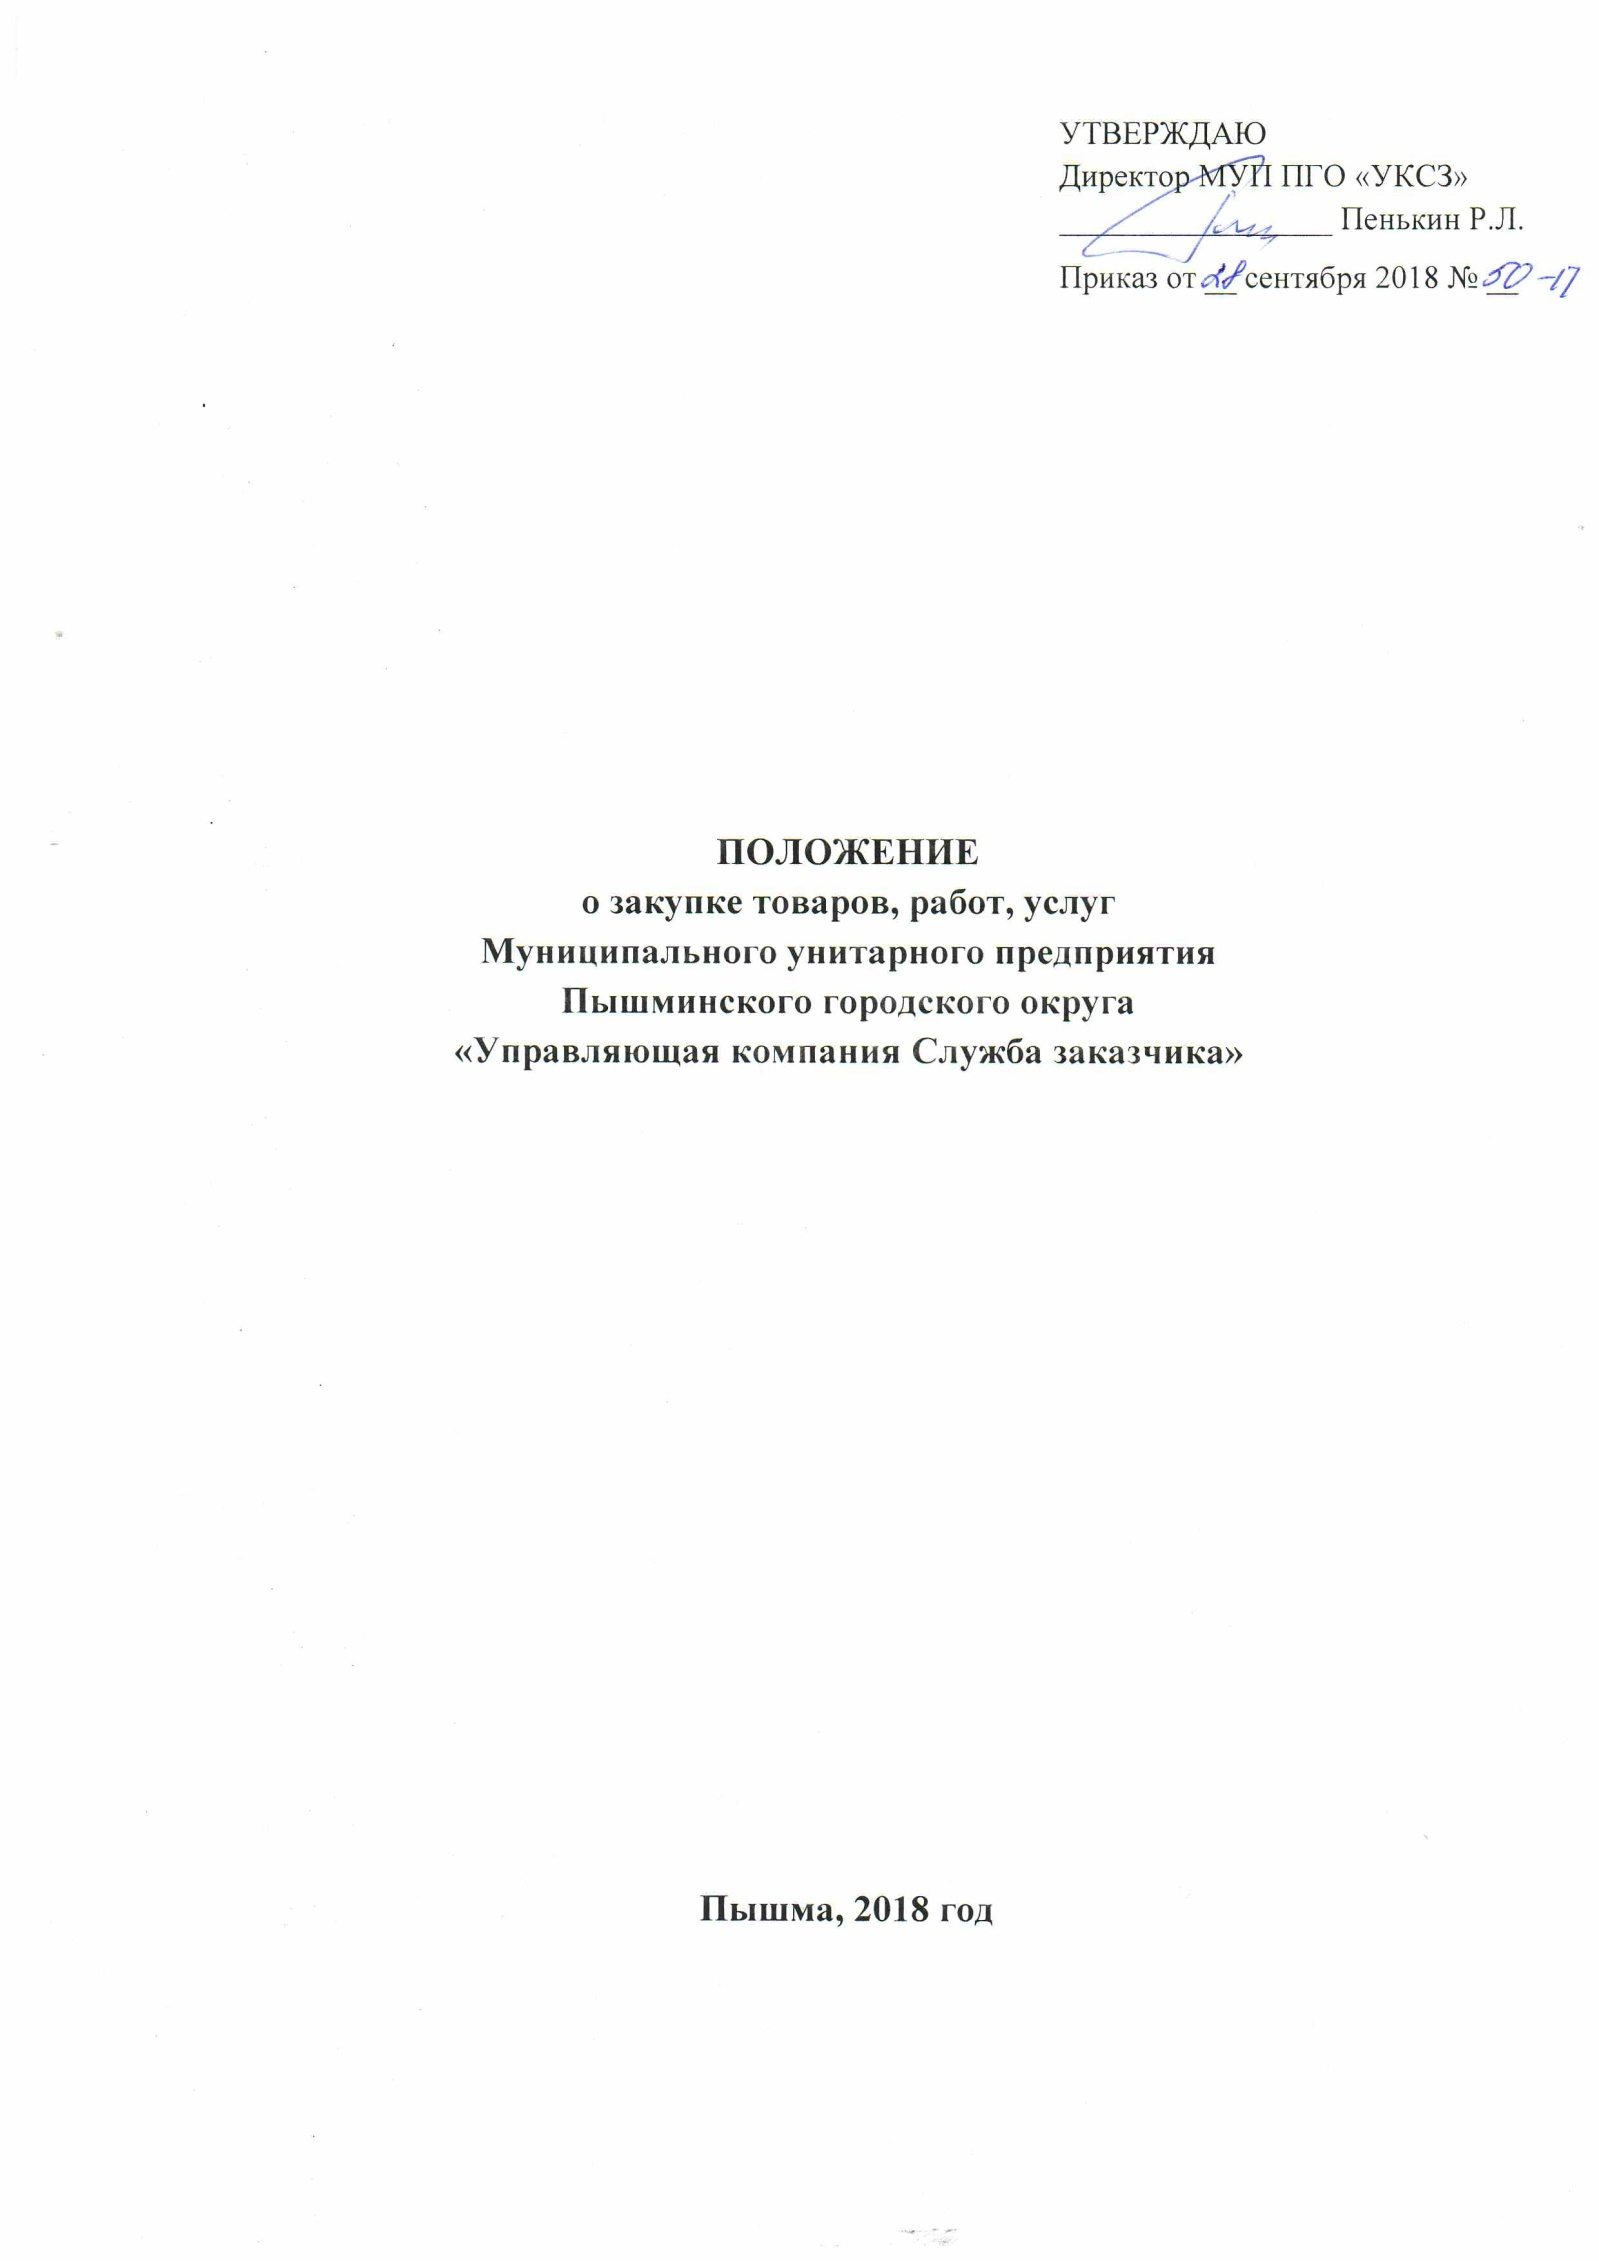 УТВЕРЖДАЮ
Директор МУП ПГО «УКСЗ»
_________________ Пенькин Р.Л.
Приказ от 28 сентября 2018 № 50-17
ПОЛОЖЕНИЕ
о закупке товаров, работ, услуг
Муниципального унитарного предприятия
Пышминского городского округа
«Управляющая компания Служба заказчика»
Пышма, 2018 год